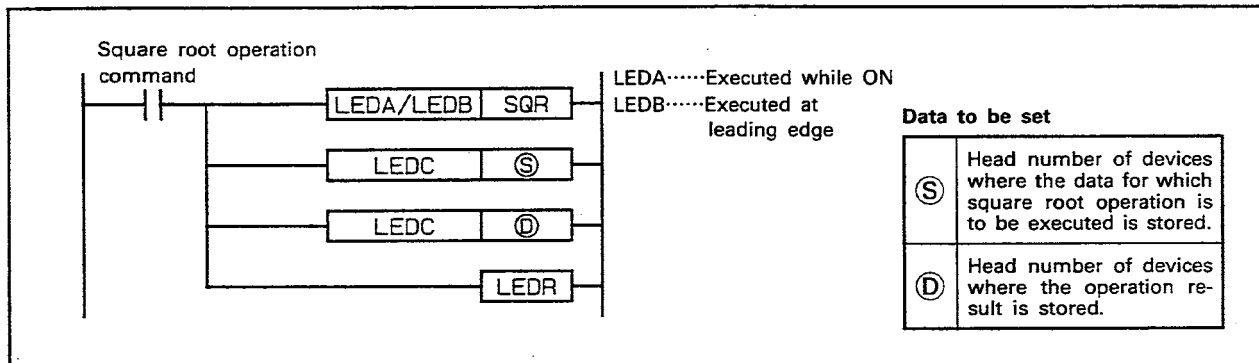 Square root operation
command
LEDA/LEDB SQR
LEDC Ⓢ
LEDC Ⓓ
LEDR
LEDA······Executed while ON
LEDB······Executed at
leading edge
Data to be set
Ⓢ
Head number of devices
where the data for which
square root operation is
to be executed is stored.
Ⓓ
Head number of devices
where the operation re-
sult is stored.